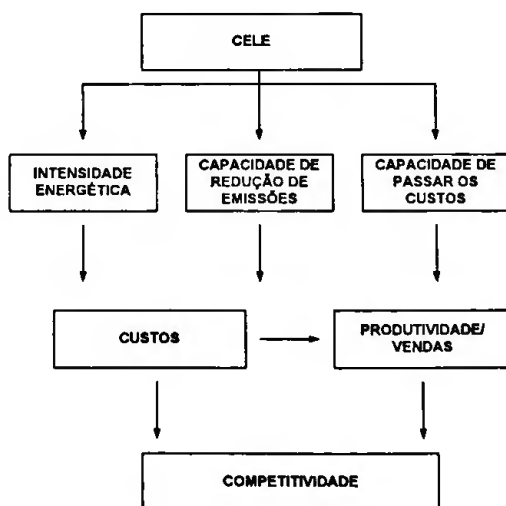 CELE
INTENSIDADE
ENERGÉTICA
CAPACIDADE DE
REDUÇÃO DE
EMISSÕES
CAPACIDADE DE
PASSAR OS
CUSTOS
CUSTOS
PRODUTIVIDADE/
VENDAS
COMPETITIVIDADE